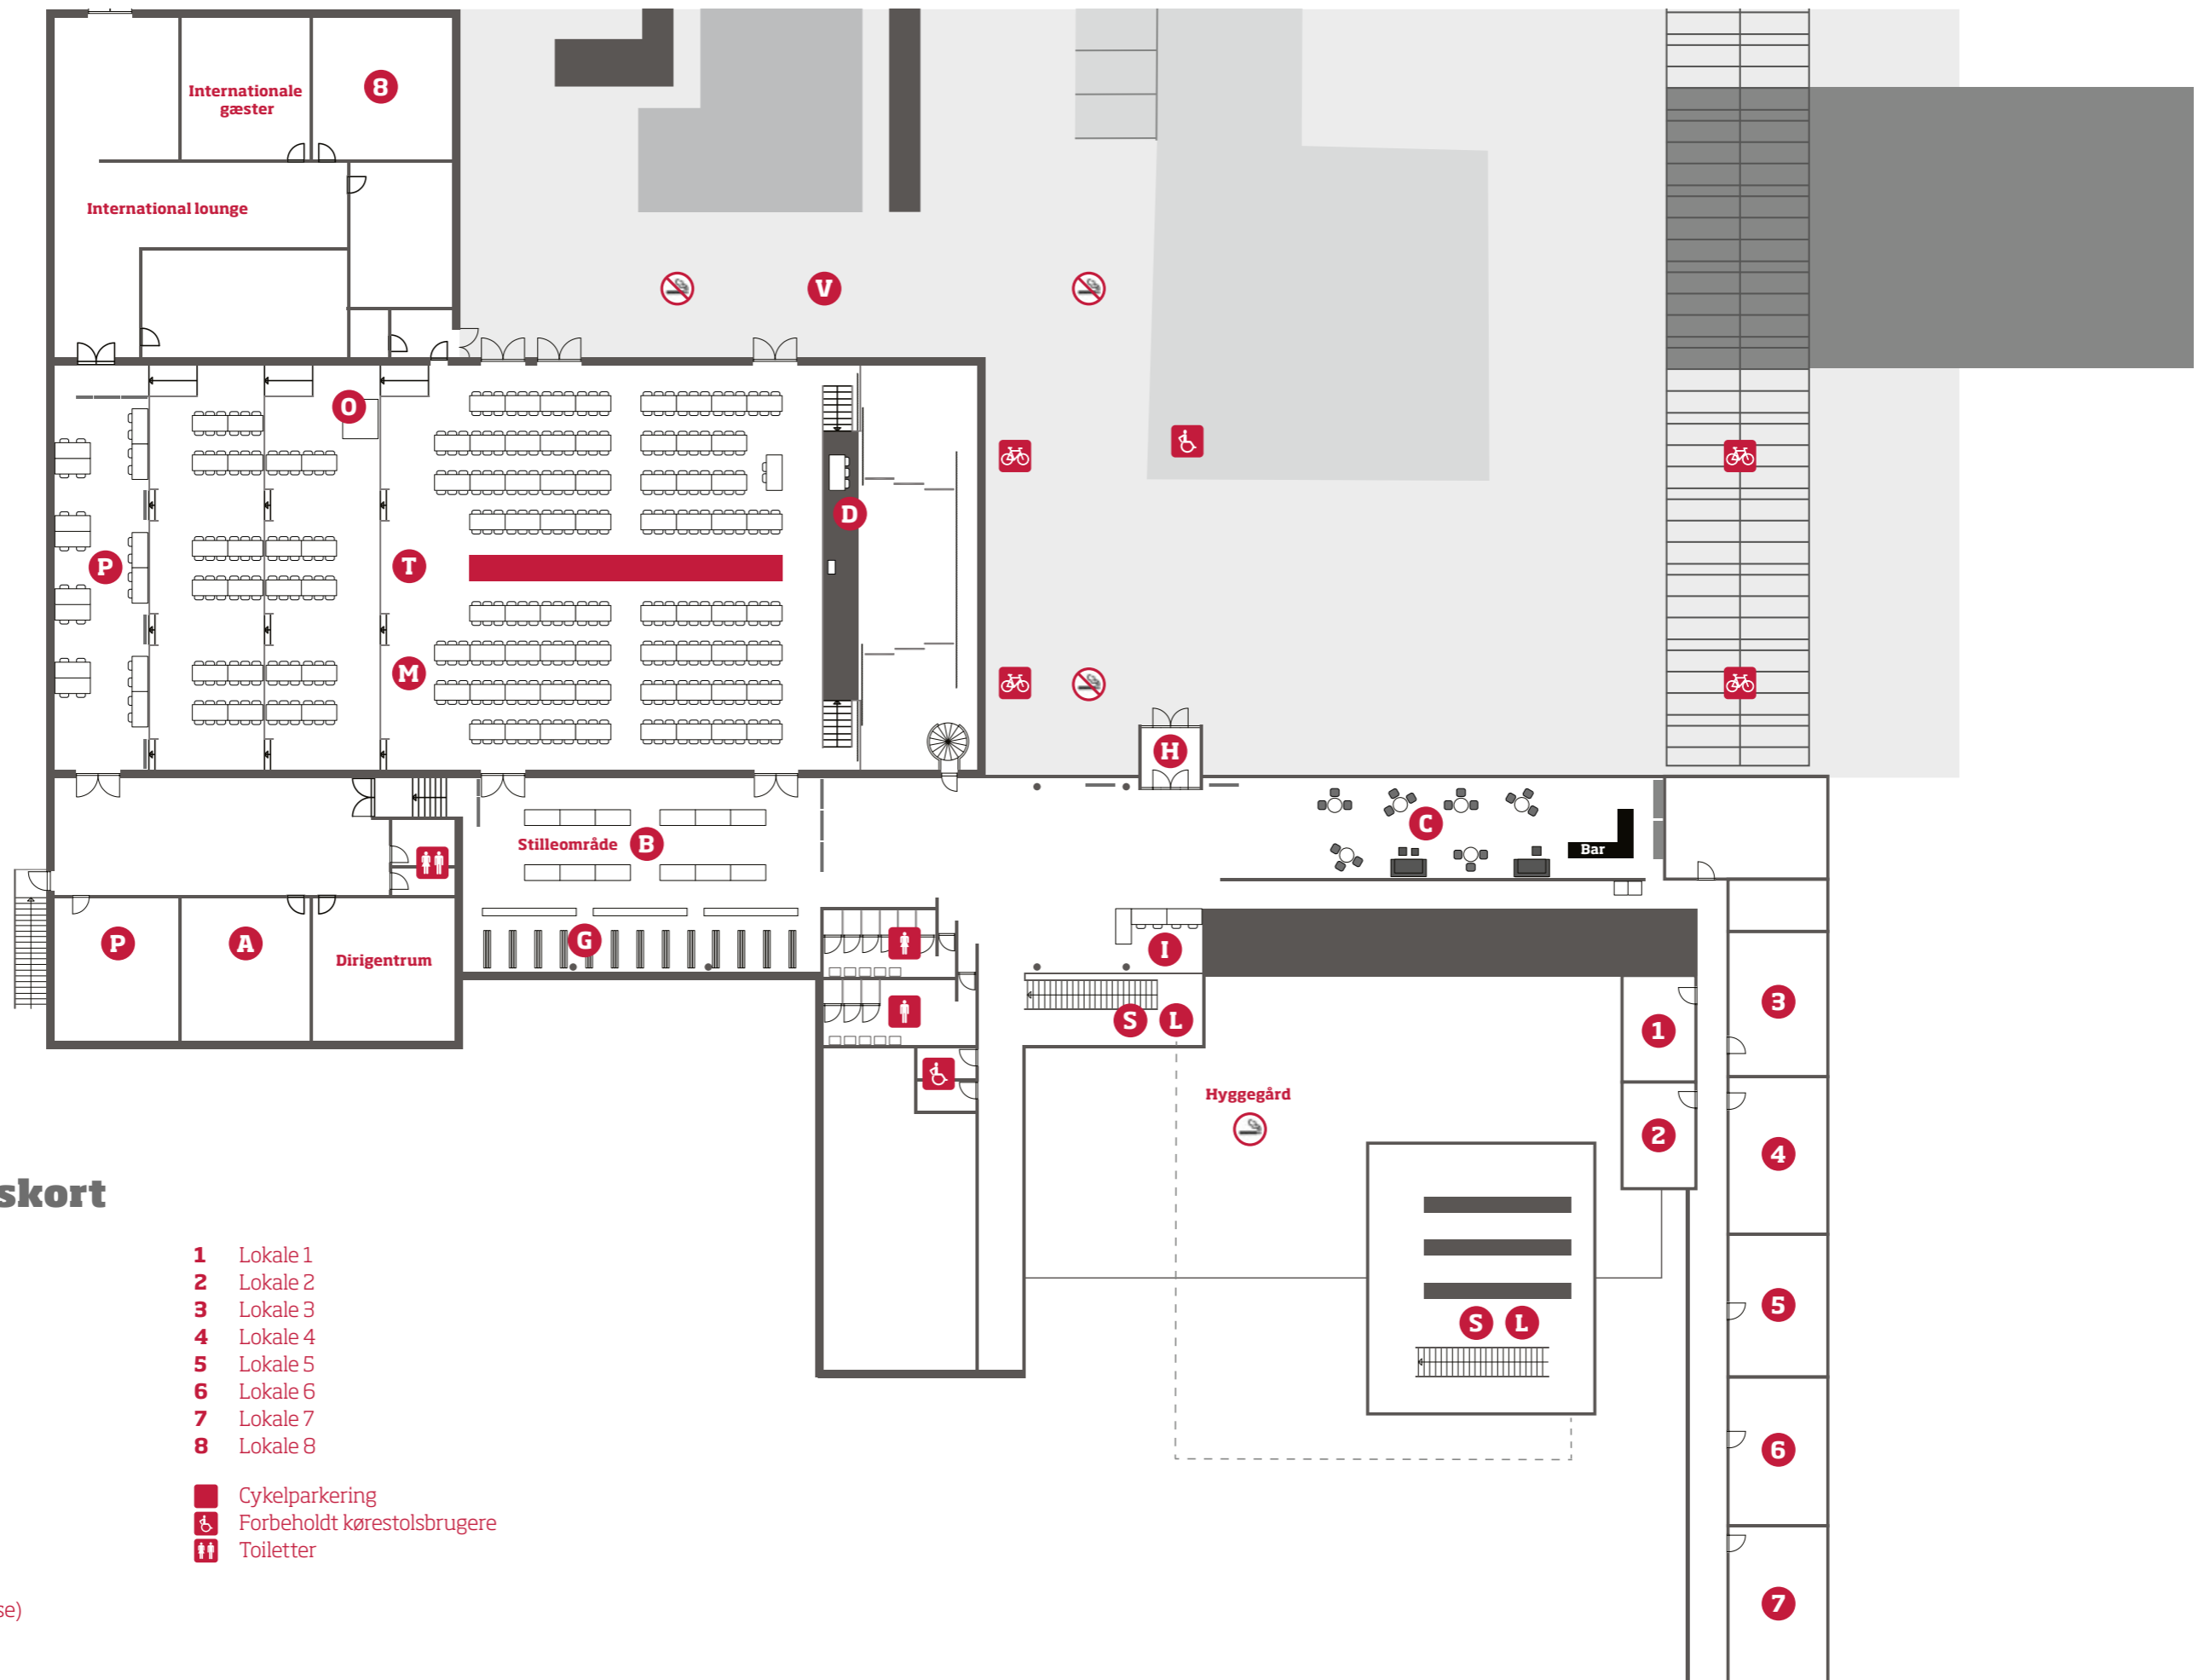 Internationale
gæster
8
International lounge
V
O
D
P
T
M
H
C
Bar
Stilleområde
B
P
A
Dirigentrum
G
I
S
L
1
3
2
4
Hyggegård
5
S
L
6
7
skort
1 Lokale 1
2 Lokale 2
3 Lokale 3
4 Lokale 4
5 Lokale 5
6 Lokale 6
7 Lokale 7
8 Lokale 8
Cykelparkering
Forbeholdt kørestolsbrugere
Toiletter
se)